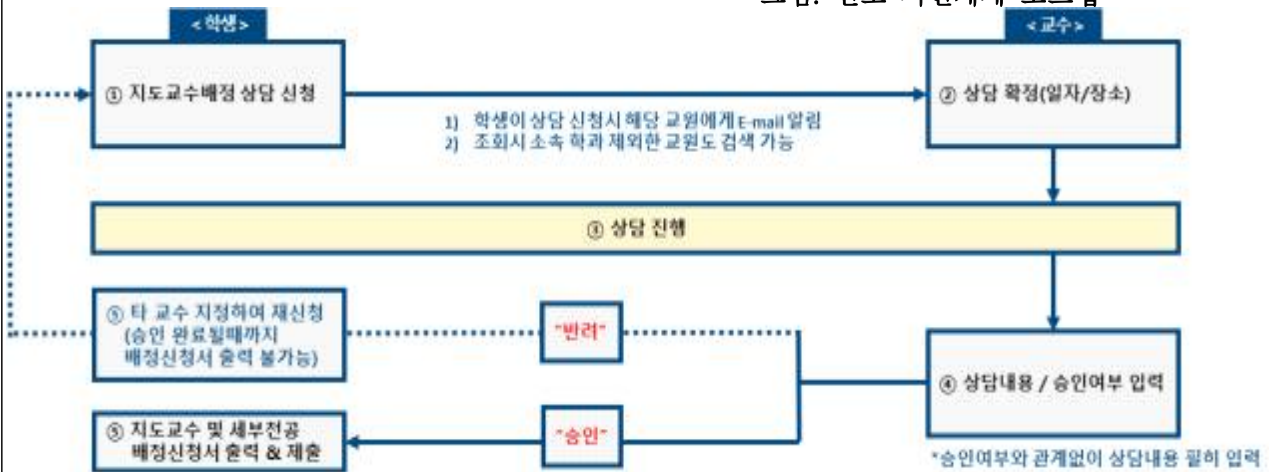 <학생>
<교수>
① 지도교수배정 상담 신청
② 상담 확정(일자/장소)
1) 학생이 상담 신청시 해당 교원에게 E-mail 알림
2) 조회시 소속 학과 제외한 교원도 검색 가능
③ 상담 진행
⑤ 타 교수 지정하여 재신청
(승인 완료될때까지
배정신청서 출력 불가능)
"반려"
④ 상담내용 / 승인여부 입력
⑤ 지도교수 및 세부전공
배정신청서 출력 & 제출
"승인"
*승인여부와 관계없이 상담내용 필히 입력